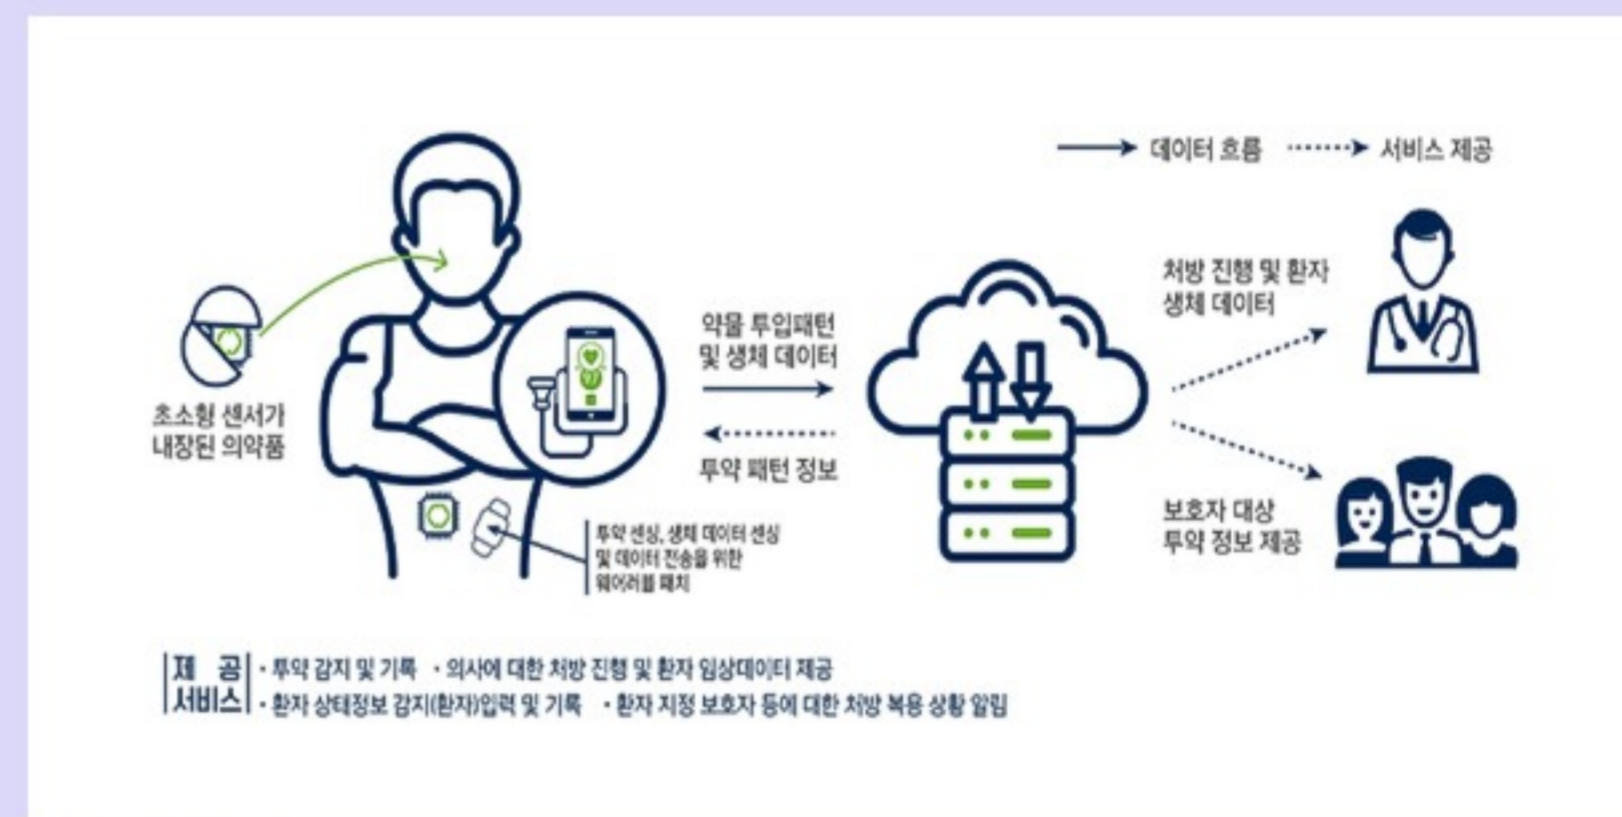 데이터 흐름
서비스 제공
처방 진행 및 환자
생체 데이터
약물 투입패턴
및 생체 데이터
초소형 센서가
내장된 의약품
투약 패턴 정보
투약 센싱, 생체 데이터 센싱
및 데이터 전송을 위한
웨어러블 패치
보호자 대상
투약 정보 제공
제 공
서비스
· 투약 감지 및 기록 · 의사에 대한 처방 진행 및 환자 임상데이터 제공
· 환자 상태정보 감지(환자)입력 및 기록 · 환자 지정 보호자 등에 대한 처방 복용 상황 알림